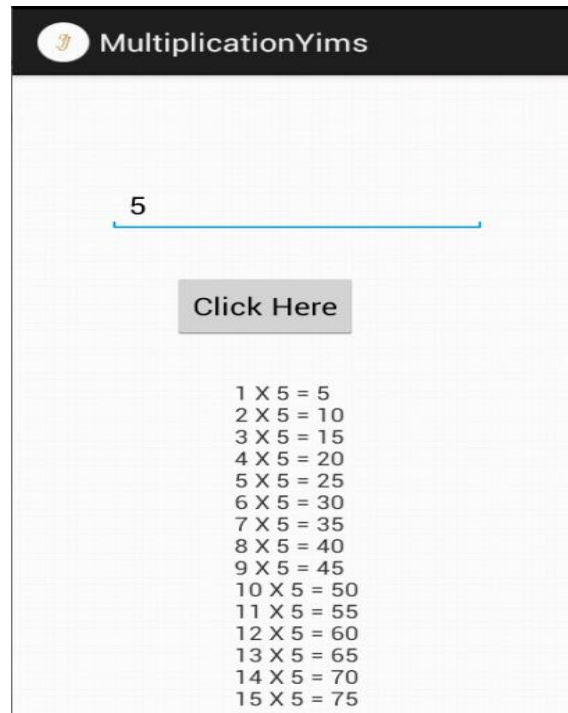 MultiplicationYims
5
Click Here
1 X 5 = 5
2 X 5 = 10
3 X 5 = 15
4 X 5 = 20
5 X 5 = 25
6 X 5 = 30
7 X 5 = 35
8 X 5 = 40
9 X 5 = 45
10 X 5 = 50
11 X 5 = 55
12 X 5 = 60
13 X 5 = 65
14 X 5 = 70
15 X 5 = 75